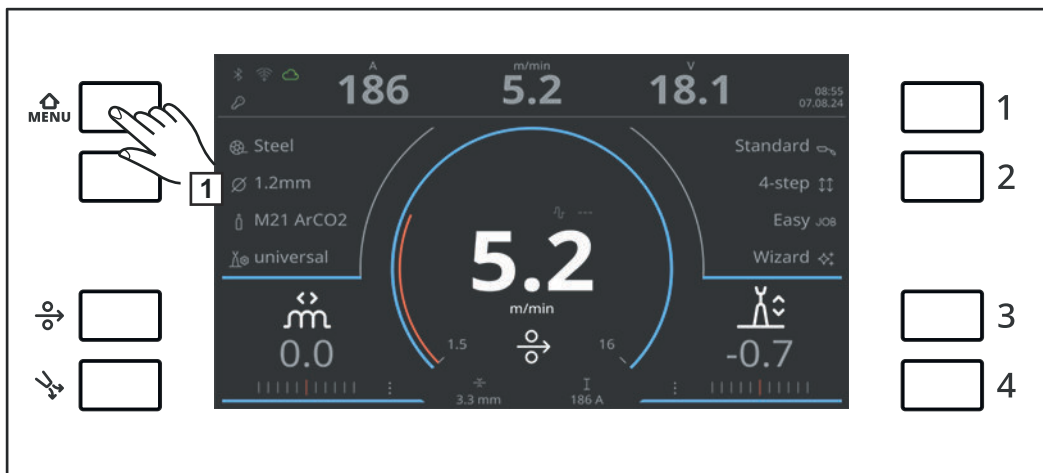 A m/min V
186 5.2 18.1
08:55
07.08.24
MENU
1
1
2
Steel
1.2mm
M21 ArCO2
universal
Standard
4-step
Easy JOB
Wizard
5.2
m/min
---
0.0
1.5
16
-0.7
3.3 mm
186 A
3
4